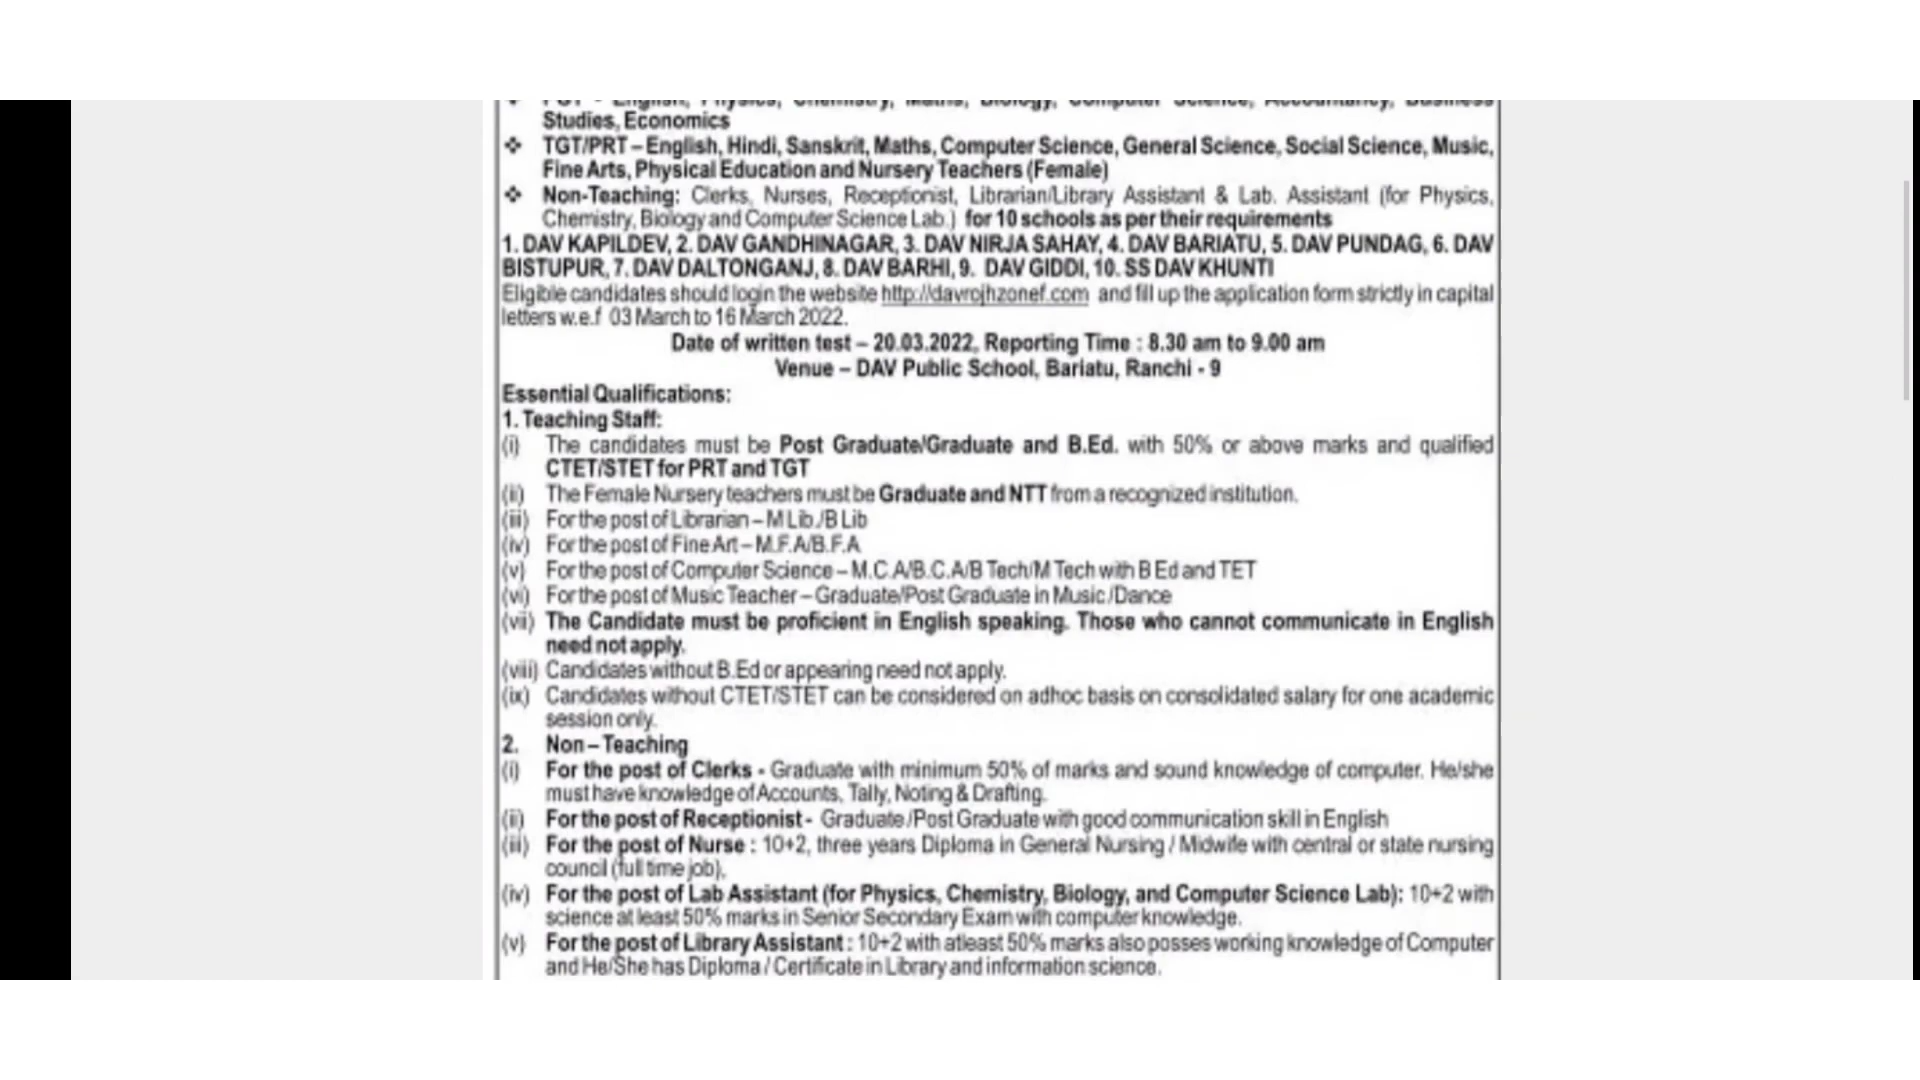 PGT - English, Physics, Chemistry, Maths, Biology, Computer Science, Accountancy, Business
Studies, Economics
❖ TGT/PRT – English, Hindi, Sanskrit, Maths, Computer Science, General Science, Social Science, Music,
Fine Arts, Physical Education and Nursery Teachers (Female)
❖ Non-Teaching: Clerks, Nurses, Receptionist, Librarian/Library Assistant & Lab. Assistant (for Physics,
Chemistry, Biology and Computer Science Lab.) for 10 schools as per their requirements
1. DAV KAPILDEV, 2. DAV GANDHINAGAR, 3. DAV NIRJA SAHAY, 4. DAV BARIATU, 5. DAV PUNDAG, 6. DAV
BISTUPUR, 7. DAV DALTONGANJ, 8. DAV BARHI, 9. DAV GIDDI, 10. SS DAV KHUNTI
Eligible candidates should login the website http://davrojhzonef.com and fill up the application form strictly in capital
letters w.e.f 03 March to 16 March 2022.
Date of written test – 20.03.2022, Reporting Time : 8.30 am to 9.00 am
Venue – DAV Public School, Bariatu, Ranchi - 9
Essential Qualifications:
1. Teaching Staff:
(i) The candidates must be Post Graduate/Graduate and B.Ed. with 50% or above marks and qualified
CTET/STET for PRT and TGT
(ii) The Female Nursery teachers must be Graduate and NTT from a recognized institution.
(iii) For the post of Librarian – M Lib./B Lib
(iv) For the post of Fine Art – M.F.A/B.F.A
(v) For the post of Computer Science – M.C.A/B.C.A/B Tech/M Tech with B Ed and TET
(vi) For the post of Music Teacher – Graduate/Post Graduate in Music /Dance
(vii) The Candidate must be proficient in English speaking. Those who cannot communicate in English
need not apply.
(viii) Candidates without B.Ed or appearing need not apply.
(ix) Candidates without CTET/STET can be considered on adhoc basis on consolidated salary for one academic
session only.
2. Non – Teaching
(i) For the post of Clerks - Graduate with minimum 50% of marks and sound knowledge of computer. He/she
must have knowledge of Accounts, Tally, Noting & Drafting.
(ii) For the post of Receptionist - Graduate /Post Graduate with good communication skill in English
(iii) For the post of Nurse : 10+2, three years Diploma in General Nursing / Midwife with central or state nursing
council (full time job).
(iv) For the post of Lab Assistant (for Physics, Chemistry, Biology, and Computer Science Lab): 10+2 with
science at least 50% marks in Senior Secondary Exam with computer knowledge.
(v) For the post of Library Assistant : 10+2 with atleast 50% marks also posses working knowledge of Computer
and He/She has Diploma / Certificate in Library and information science.